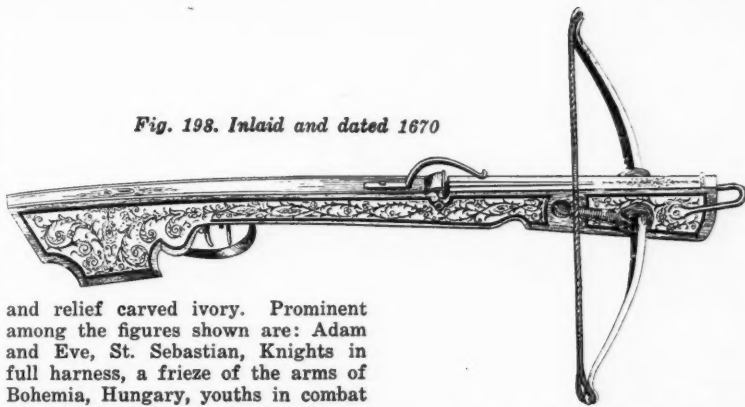 Fig. 198. Inlaid and dated 1670
and relief carved ivory. Prominent
among the figures shown are: Adam
and Eve, St. Sebastian, Knights in
full harness, a frieze of the arms of
Bohemia, Hungary, youths in combat